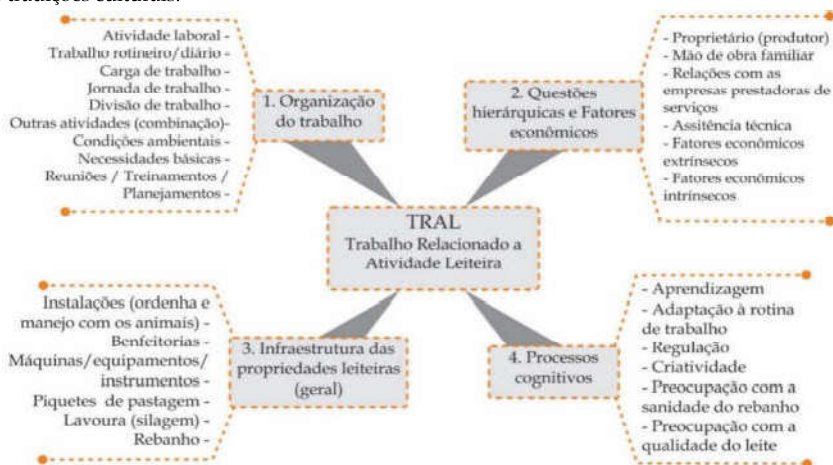 tradições culturais.
Atividade laboral -
Trabalho rotineiro/diário -
Carga de trabalho -
Jornada de trabalho -
Divisão de trabalho -
Outras atividades (combinação)-
Condições ambientais -
Necessidades básicas -
Reuniões / Treinamentos /
Planejamentos -
1. Organização
do trabalho
2. Questões
hierárquicas e Fatores
econômicos
- Proprietário (produtor)
- Mão de obra familiar
- Relações com as
empresas prestadoras de
serviços
- Assitência técnica
- Fatores econômicos
extrínsecos
- Fatores econômicos
intrínsecos
TRAL
Trabalho Relacionado a
Atividade Leiteira
Instalações (ordenha e
manejo com os animais) -
Benfeitorias -
Máquinas/equipamentos/
instrumentos -
Piquetes de pastagem -
Lavoura (silagem) -
Rebanho -
3. Infraestrutura das
propriedades leiteiras
(geral)
4. Processos
cognitivos
- Aprendizagem
- Adaptação à rotina
de trabalho
- Regulação
- Criatividade
- Preocupação com a
sanidade do rebanho
- Preocupação com a
qualidade do leite